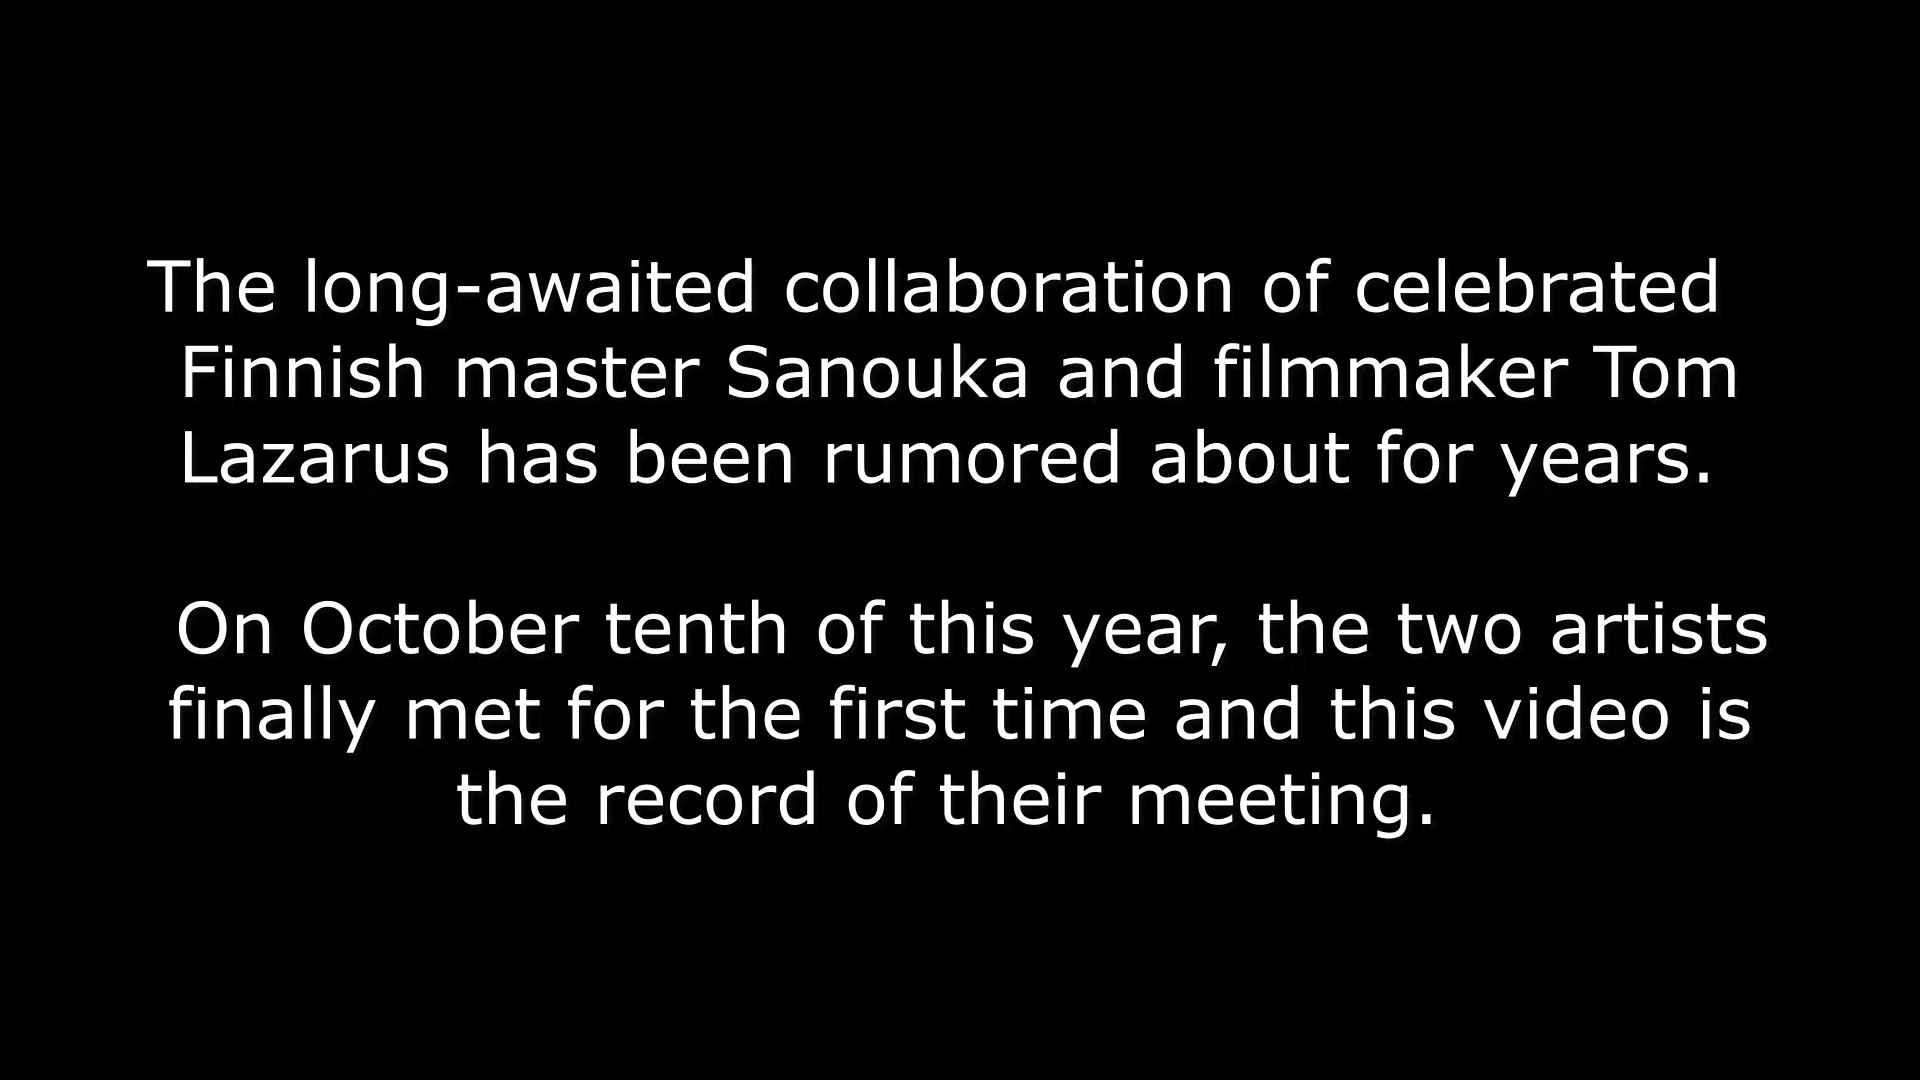 The long-awaited collaboration of celebrated
Finnish master Sanouka and filmmaker Tom
Lazarus has been rumored about for years.
On October tenth of this year, the two artists
finally met for the first time and this video is
the record of their meeting.